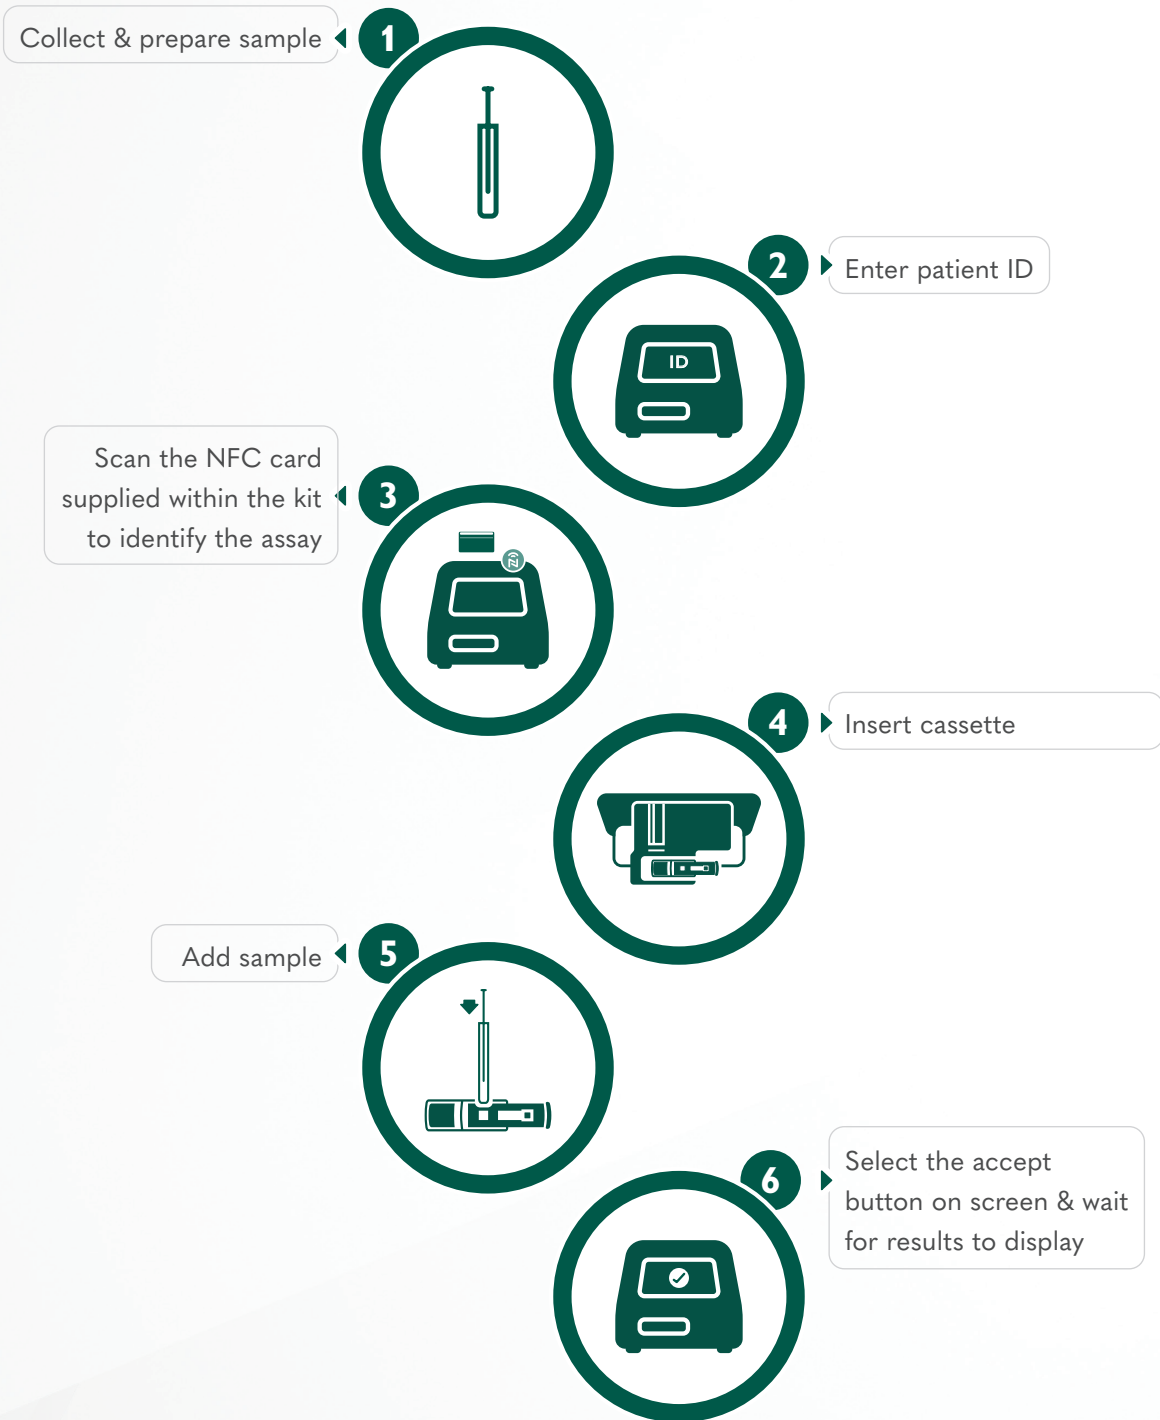 Collect & prepare sample
1
2
Enter patient ID
ID
Scan the NFC card
supplied within the kit
to identify the assay
3
4
Insert cassette
Add sample
5
6
Select the accept
button on screen & wait
for results to display